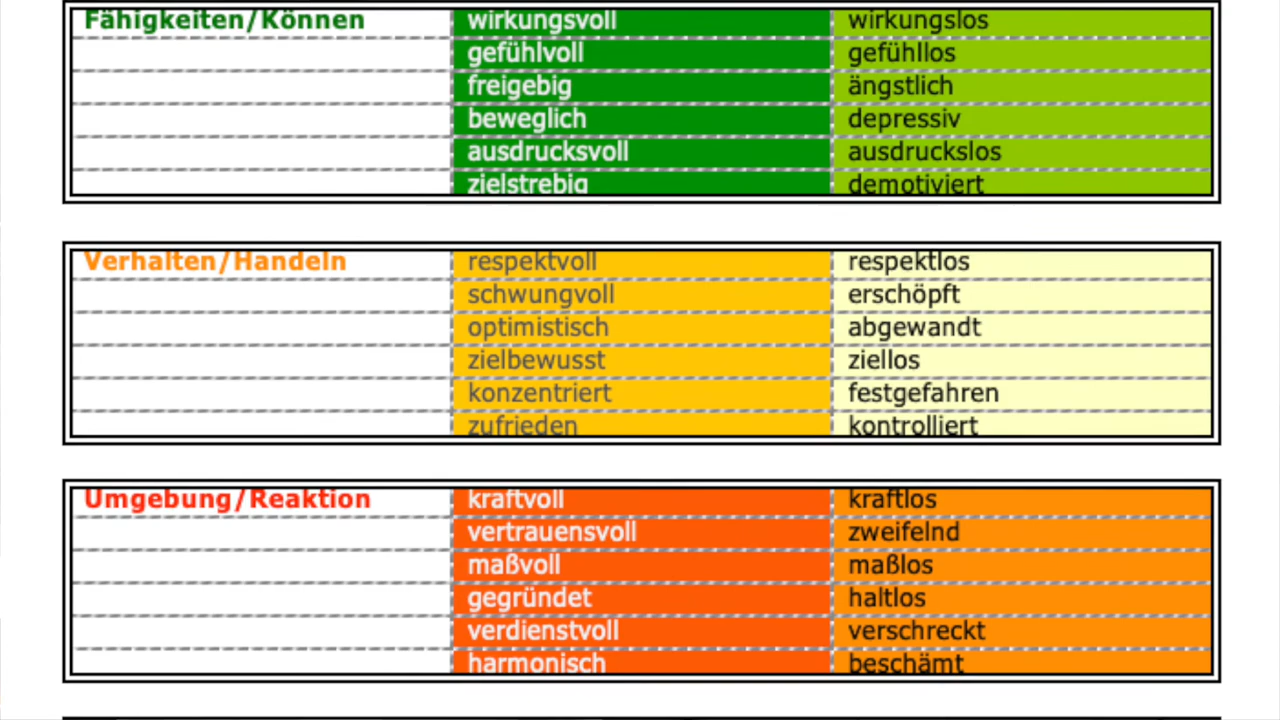 Fähigkeiten/Können wirkungsvoll wirkungslos
gefühlvoll gefühllos
freigebig ängstlich
beweglich depressiv
ausdrucksvoll ausdruckslos
zielstrebig demotiviert
Verhalten/Handeln respektvoll respektlos
schwungvoll erschöpft
optimistisch abgewandt
zielbewusst ziellos
konzentriert festgefahren
zufrieden kontrolliert
Umgebung/Reaktion kraftvoll kraftlos
vertrauensvoll zweifelnd
maßvoll maßlos
gegründet haltlos
verdienstvoll verschreckt
harmonisch beschämt